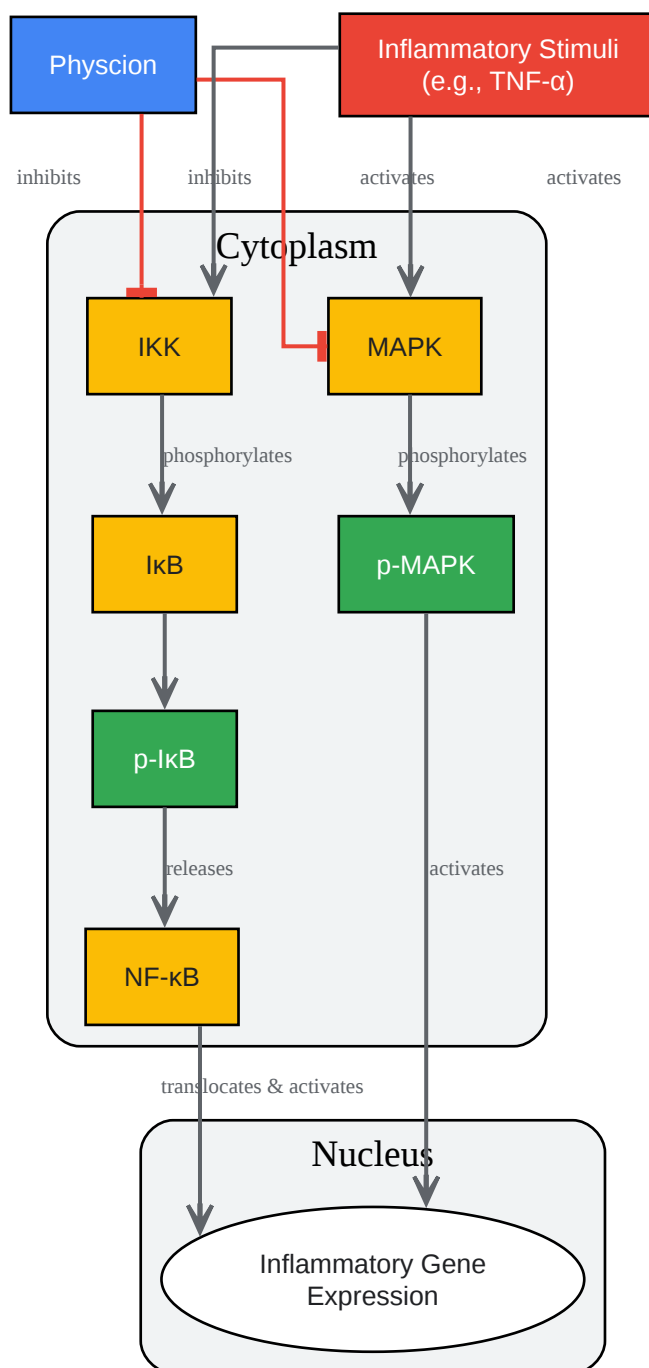 Physcion
Inflammatory Stimuli
(e.g., TNF-α)
inhibits
inhibits
activates
activates
Cytoplasm
IKK
MAPK
phosphorylates
phosphorylates
IκB
p-MAPK
p-IκB
releases
activates
NF-κB
translocates & activates
Nucleus
Inflammatory Gene
Expression